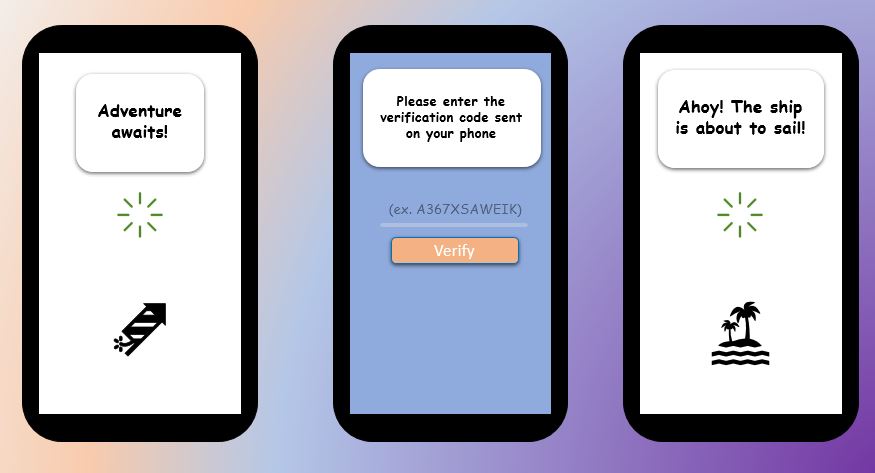 Adventure
awaits!
Please enter the
verification code sent
on your phone
(ex. A367XSAWEIK)
Verify
Ahoy! The ship
is about to sail!